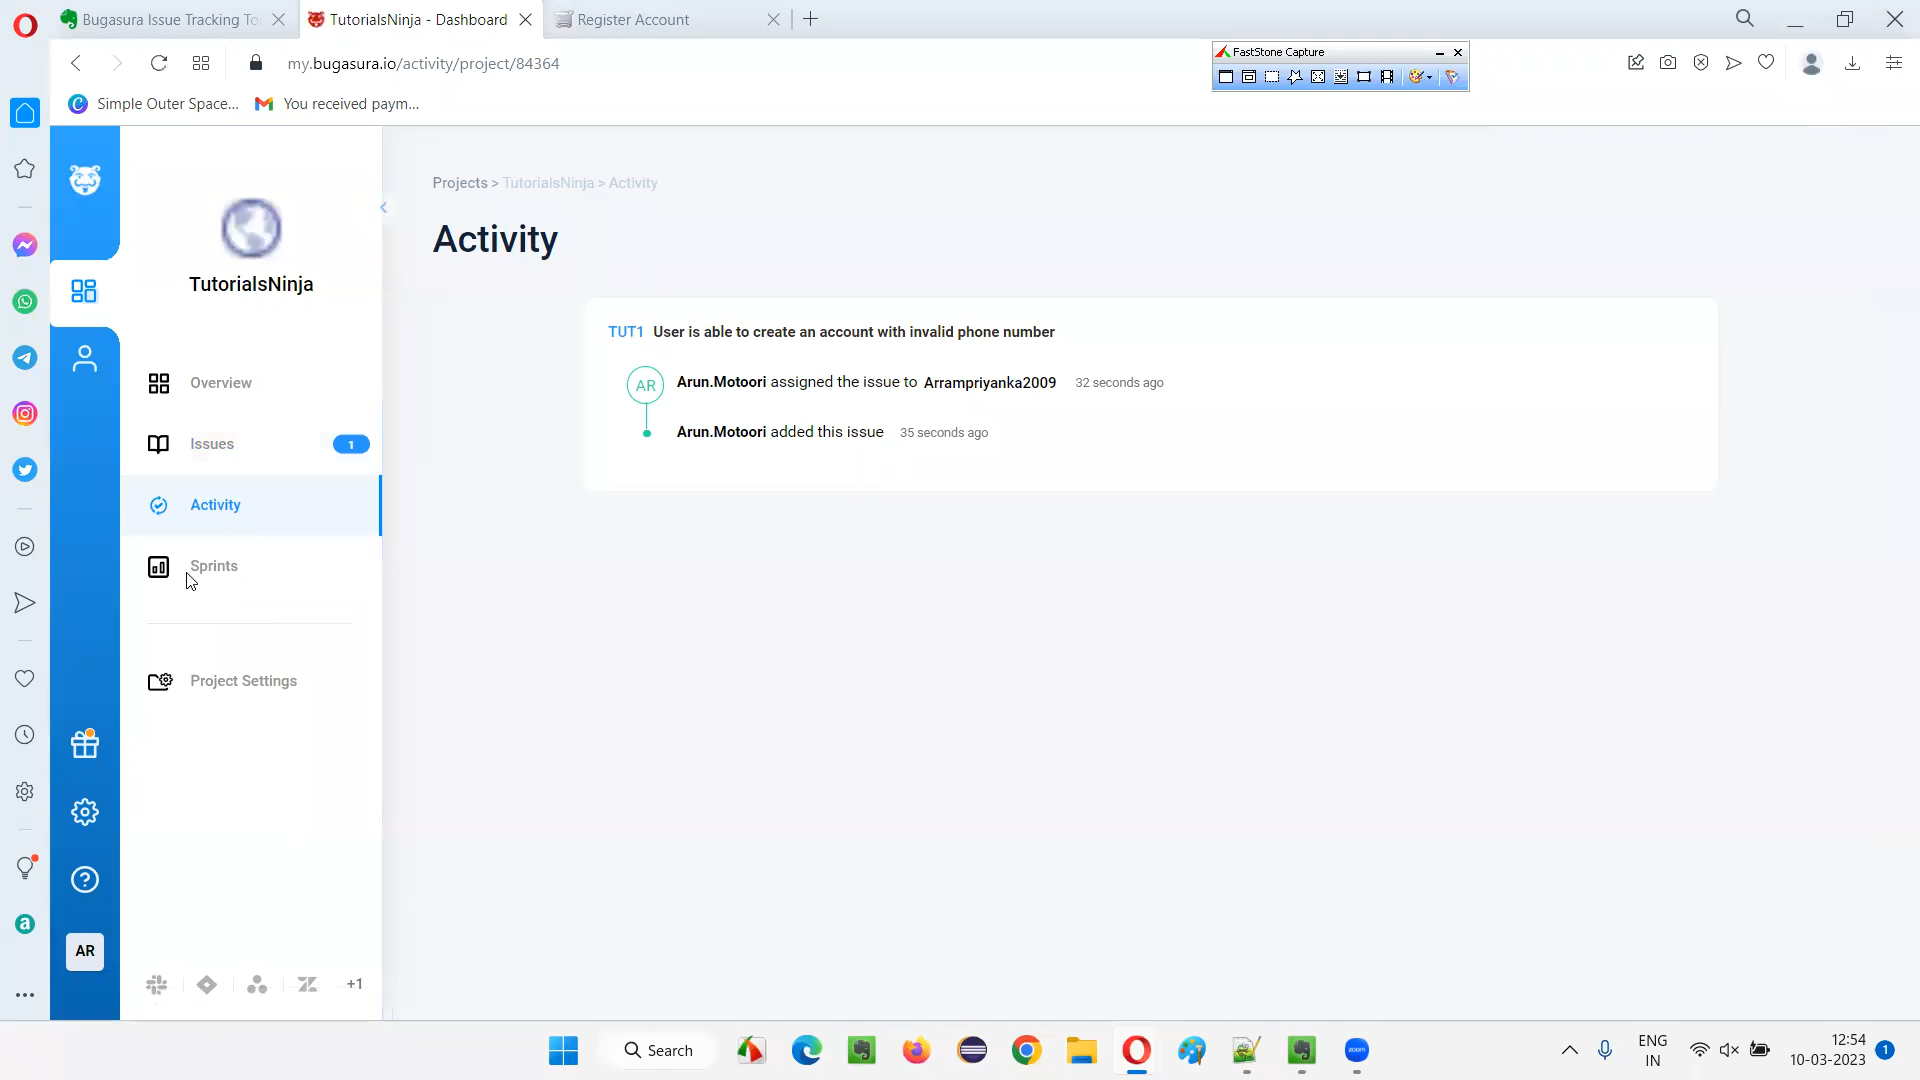 Bugasura Issue Tracking To
TutorialsNinja - Dashboard
Register Account
my.bugasura.io/activity/project/84364
FastStone Capture
Simple Outer Space...
You received paym...
Projects > TutorialsNinja > Activity
Activity
TutorialsNinja
TUT1 User is able to create an account with invalid phone number
AR Arun.Motoori assigned the issue to Arrampriyanka2009 32 seconds ago
Arun.Motoori added this issue 35 seconds ago
Overview
Issues 1
Activity
Sprints
Project Settings
AR
+1
Search
zoom
ENG
IN
12:54
10-03-2023
1